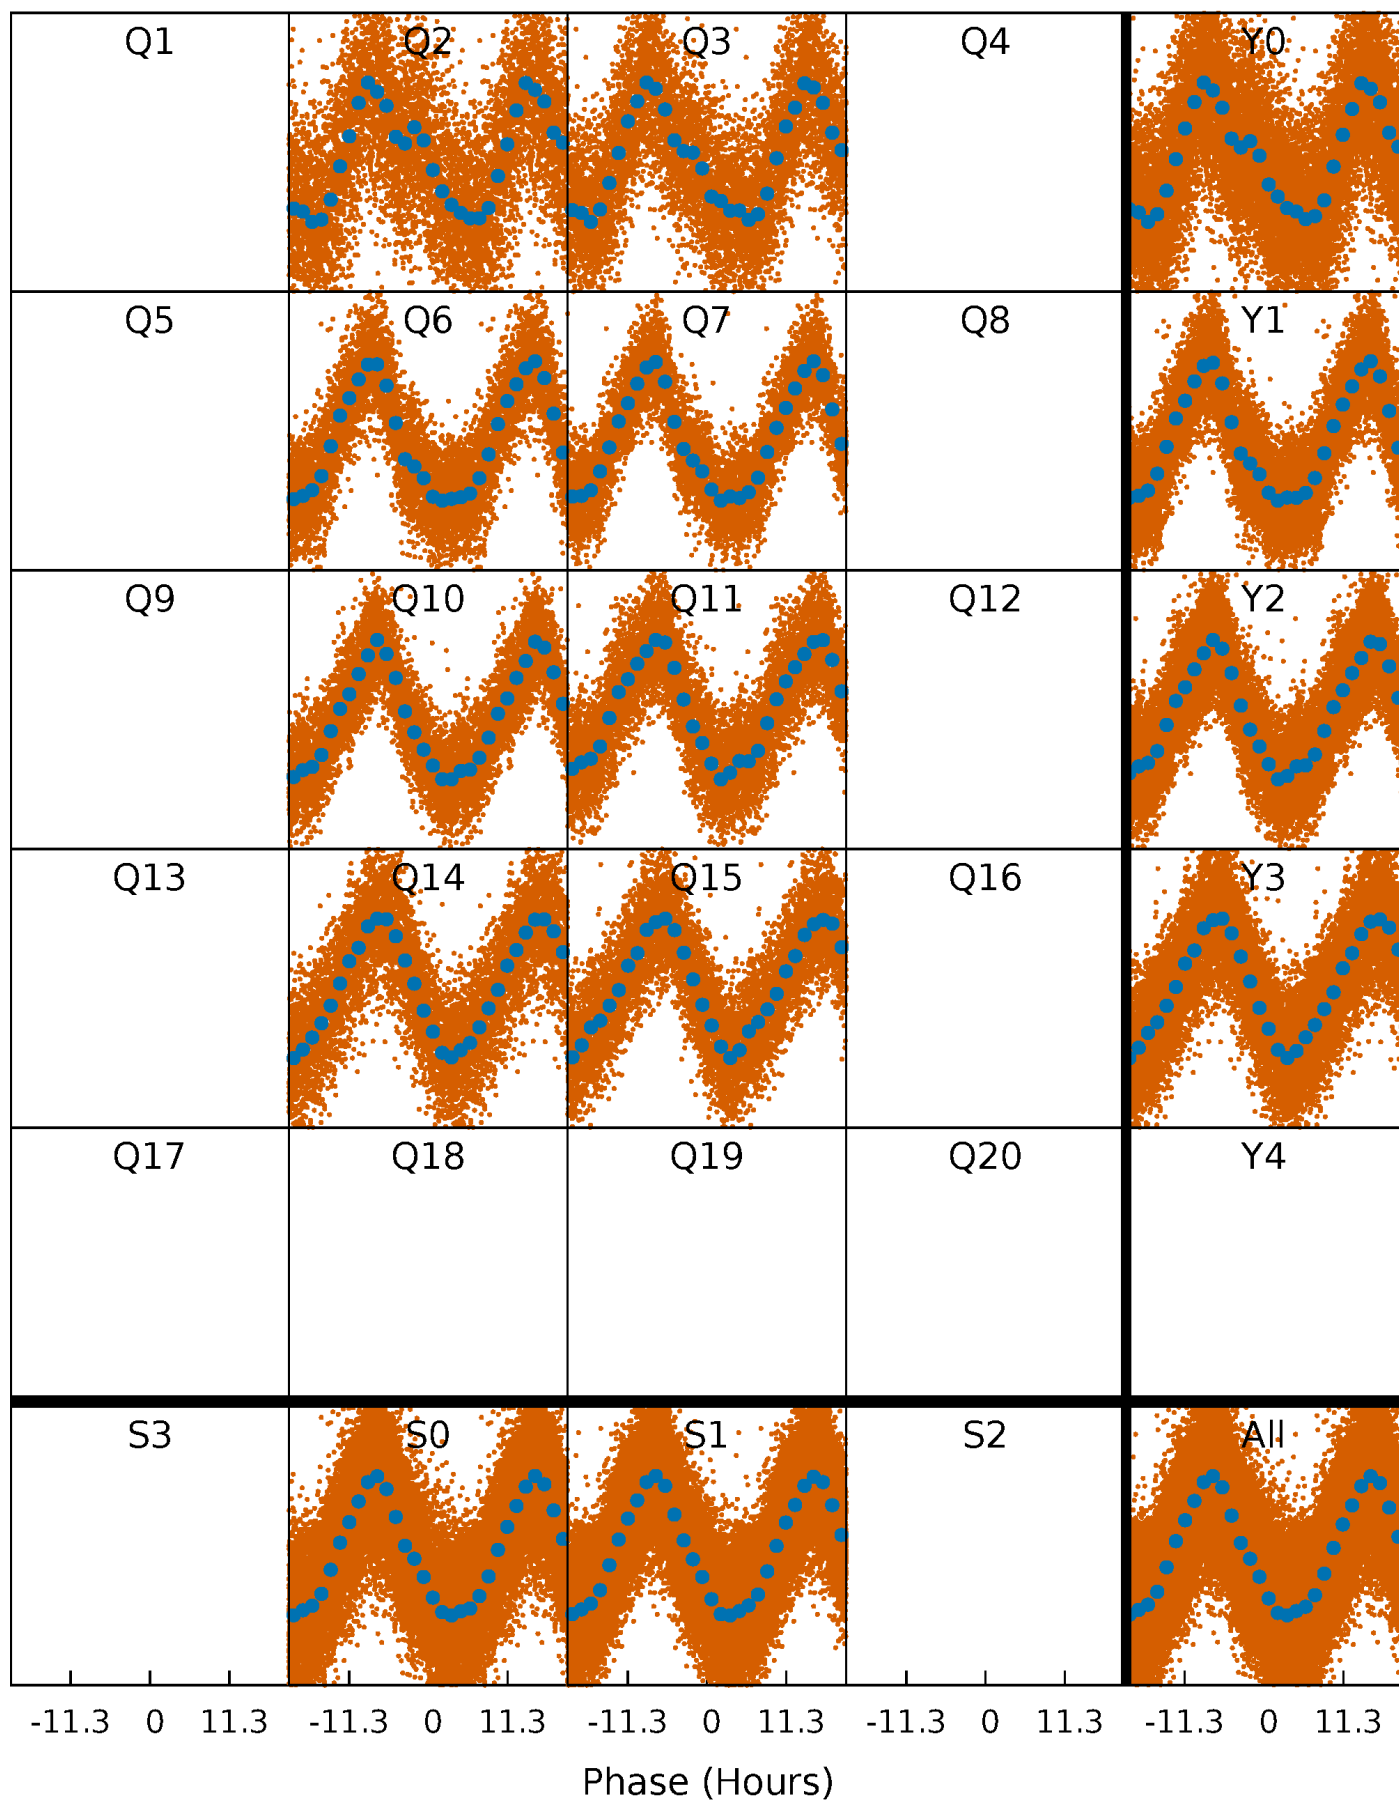 Q1 Q2 Q3 Q4 Y0
Q5 Q6 Q7 Q8 Y1
Q9 Q10 Q11 Q12 Y2
Q13 Q14 Q15 Q16 Y3
Q17 Q18 Q19 Q20 Y4
S3 S0 S1 S2 All
-11.3 0 11.3 -11.3 0 11.3 -11.3 0 11.3 -11.3 0 11.3 -11.3 0 11.3
Phase (Hours)